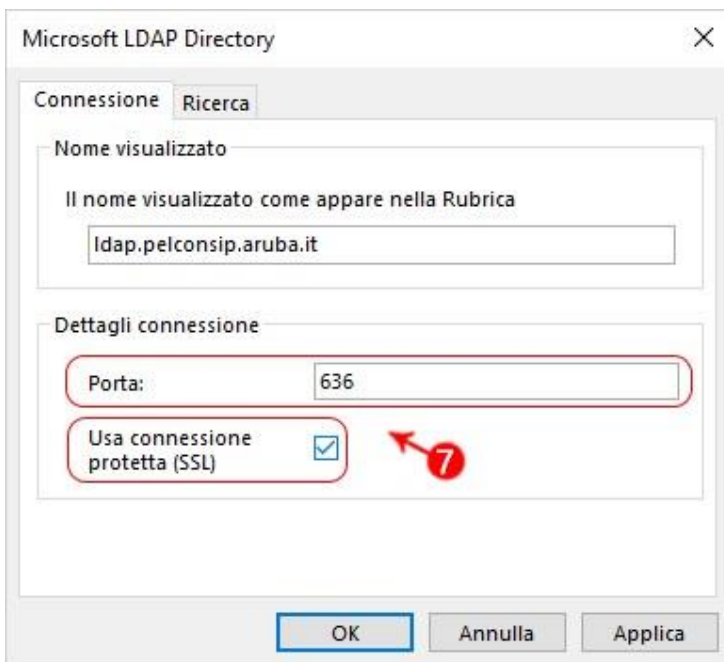 Microsoft LDAP Directory
Connessione
Ricerca
Nome visualizzato
Il nome visualizzato come appare nella Rubrica
ldap.pelconsip.aruba.it
Dettagli connessione
Porta: 636
Usa connessione
protetta (SSL)
7
OK Annulla Applica